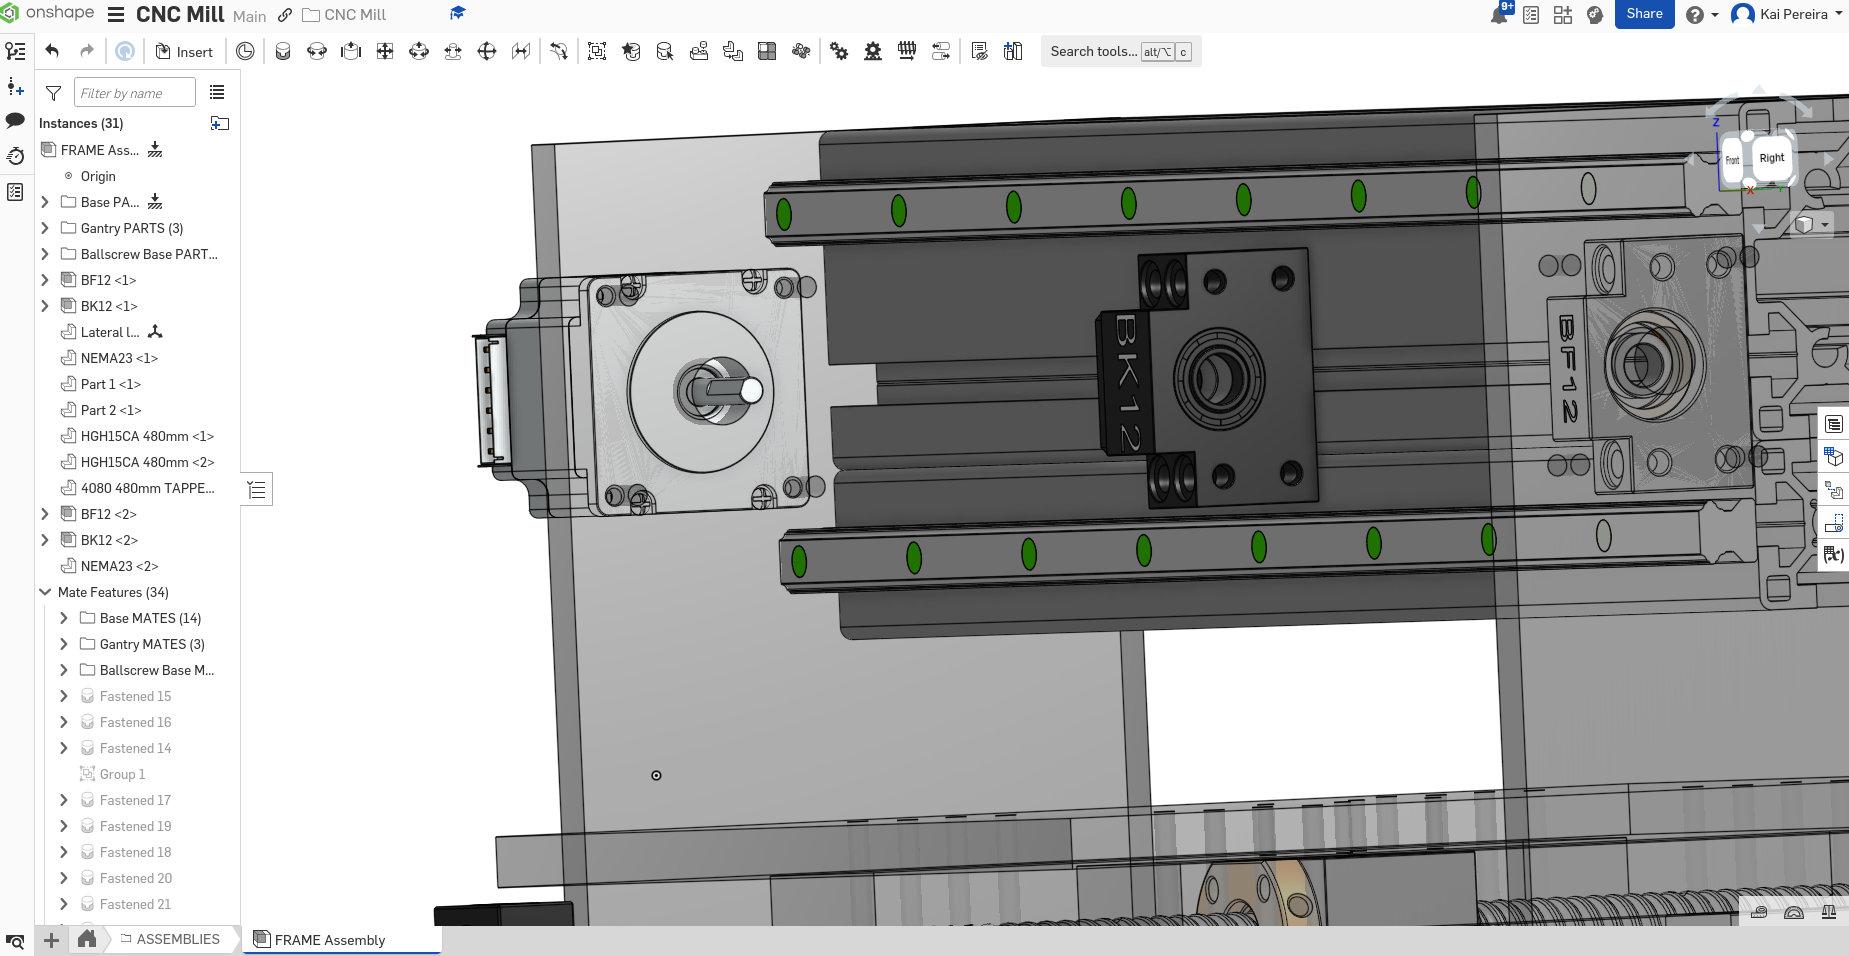 onshape
CNC Mill
Main
CNC Mill
9+
Share
Kai Pereira
Insert
Search tools...
alt/⌥
c
Filter by name
Instances (31)
FRAME Ass...
Origin
Base PA...
Gantry PARTS (3)
Ballscrew Base PART...
BF12 <1>
BK12 <1>
Lateral l...
NEMA23 <1>
Part 1 <1>
Part 2 <1>
HGH15CA 480mm <1>
HGH15CA 480mm <2>
4080 480mm TAPPE...
BF12 <2>
BK12 <2>
NEMA23 <2>
Mate Features (34)
Base MATES (14)
Gantry MATES (3)
Ballscrew Base M...
Fastened 15
Fastened 16
Fastened 14
Group 1
Fastened 17
Fastened 19
Fastened 18
Fastened 20
Fastened 21
BK12
BF12
Z
Front
Right
X
(x)
ASSEMBLIES
FRAME Assembly